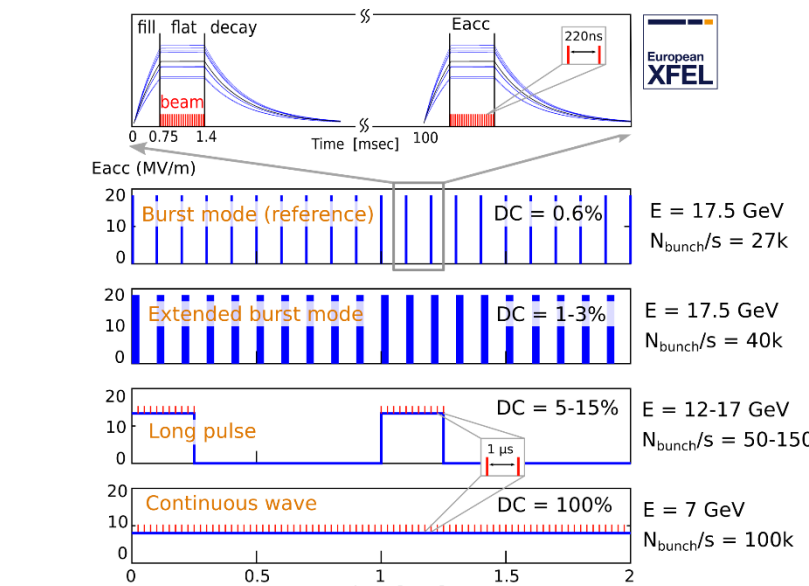 fill flat decay
Eacc
220ns
European
XFEL
beam
0 0.75 1.4
Time [msec]
100
Eacc (MV/m)
20
10
0
Burst mode (reference)
DC = 0.6%
E = 17.5 GeV
Nbunch/s = 27k
20
10
0
Extended burst mode
DC = 1-3%
E = 17.5 GeV
Nbunch/s = 40k
20
10
0
Long pulse
DC = 5-15%
E = 12-17 GeV
Nbunch/s = 50-150
1 µs
20
10
0
Continuous wave
DC = 100%
E = 7 GeV
Nbunch/s = 100k
0 0.5 1 1.5 2